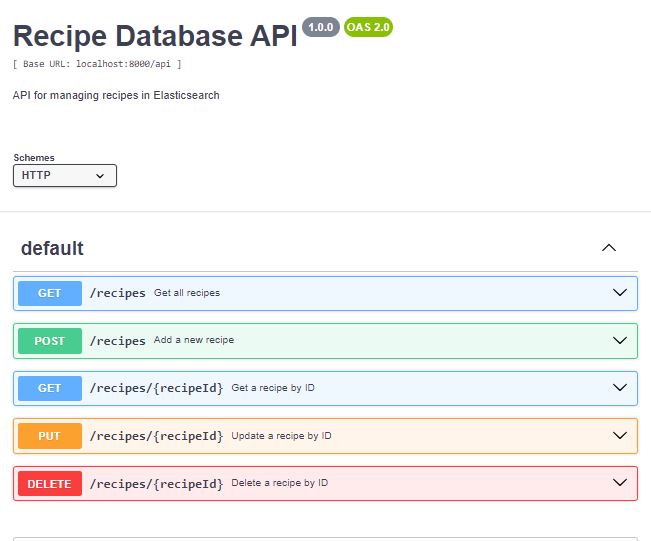 Recipe Database API 1.0.0 OAS 2.0
[ Base URL: localhost:8000/api ]
API for managing recipes in Elasticsearch
Schemes
HTTP
default
GET /recipes Get all recipes
POST /recipes Add a new recipe
GET /recipes/{recipeId} Get a recipe by ID
PUT /recipes/{recipeId} Update a recipe by ID
DELETE /recipes/{recipeId} Delete a recipe by ID